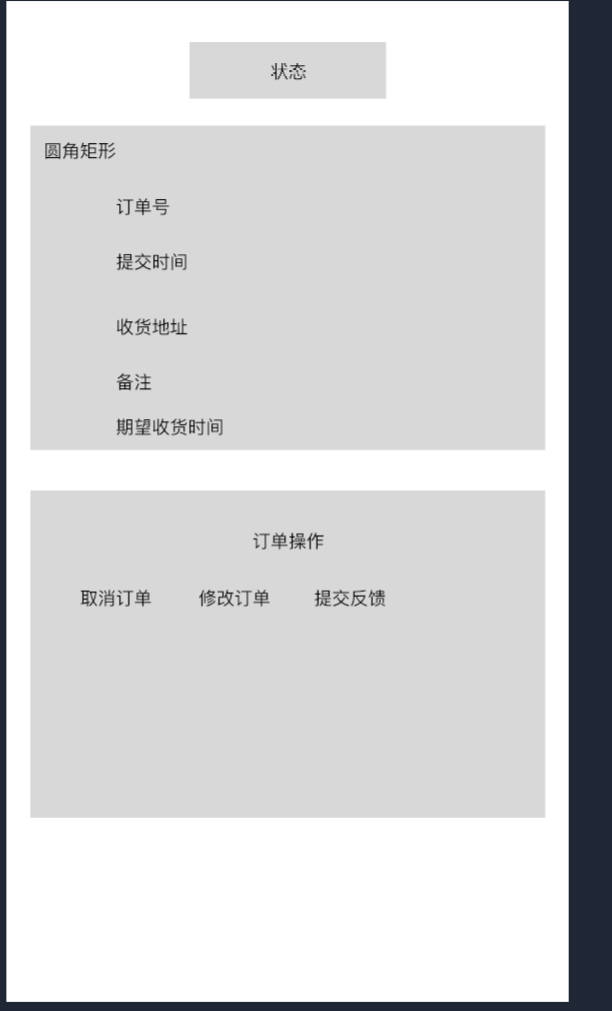 状态
圆角矩形
订单号
提交时间
收货地址
备注
期望收货时间
订单操作
取消订单 修改订单 提交反馈